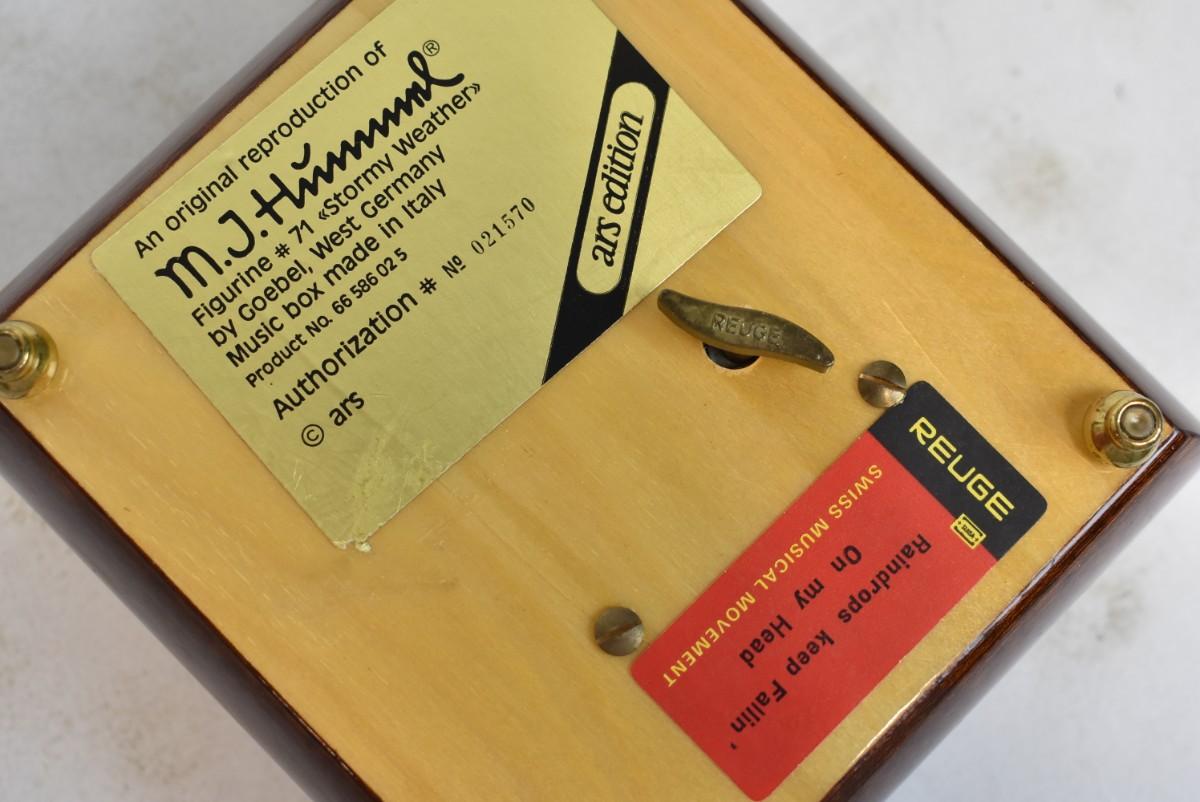 An original reproduction of
M.J. Hummel®
Figurine # 71 «Stormy Weather»
by Goebel, West Germany
Music box made in Italy
Product No. 66 586 02 5
Authorization # № 021570
© ars
ars edition
REUGE
REUGE
SWISS MUSICAL MOVEMENT
Raindrops keep Fallin'
On my Head